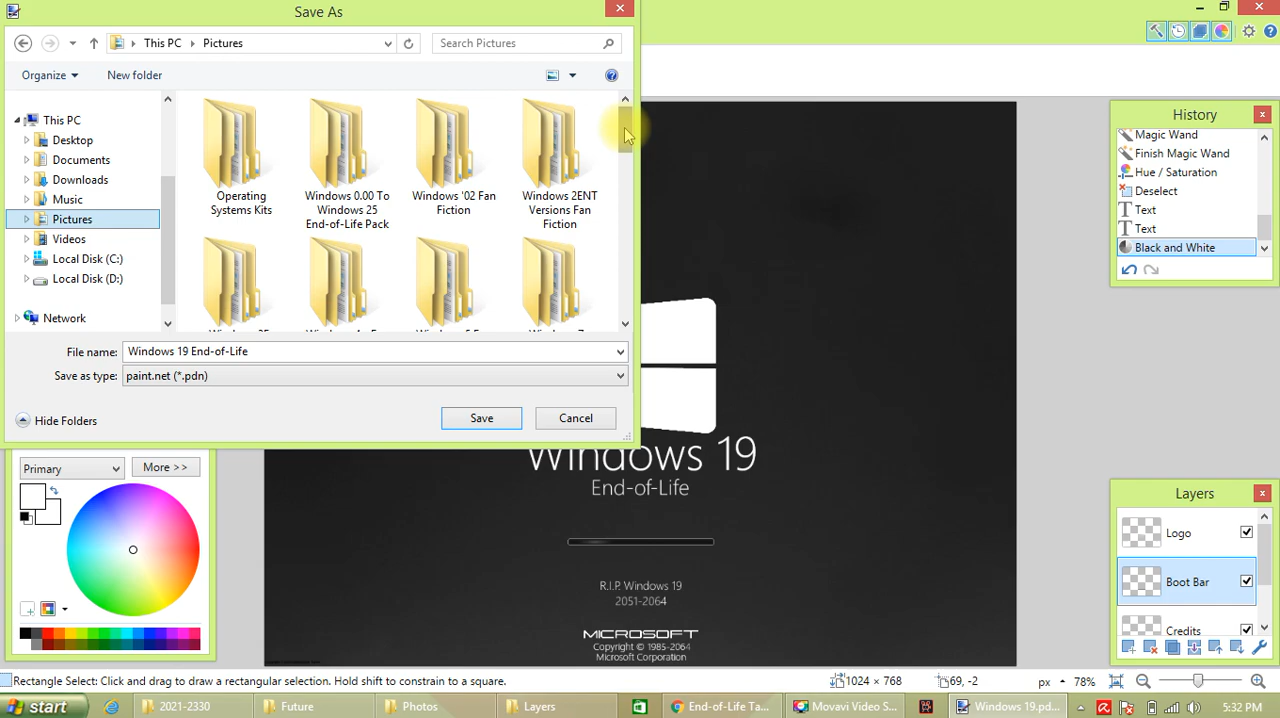 Save As
This PC
Pictures
Search Pictures
Organize
New folder
This PC
Desktop
Documents
Downloads
Music
Pictures
Videos
Local Disk (C:)
Local Disk (D:)
Network
Operating
Systems Kits
Windows 0.00 To
Windows 25
End-of-Life Pack
Windows '02 Fan
Fiction
Windows 2ENT
Versions Fan
Fiction
File name:
Windows 19 End-of-Life
Save as type:
paint.net (*.pdn)
Hide Folders
Save
Cancel
History
Magic Wand
Finish Magic Wand
Hue / Saturation
Deselect
Text
Text
Black and White
Primary
More >>
Windows 19
End-of-Life
R.I.P. Windows 19
2051-2064
MICROSOFT
Copyright © 1985-2064
Microsoft Corporation
Layers
Logo
Boot Bar
Credits
Rectangle Select: Click and drag to draw a rectangular selection. Hold shift to constrain to a square.
1024 × 768
69, -2
px
78%
start
2021-2330
Future
Photos
Layers
End-of-Life Ta...
Movavi Video S...
Windows 19.pd...
5:32 PM